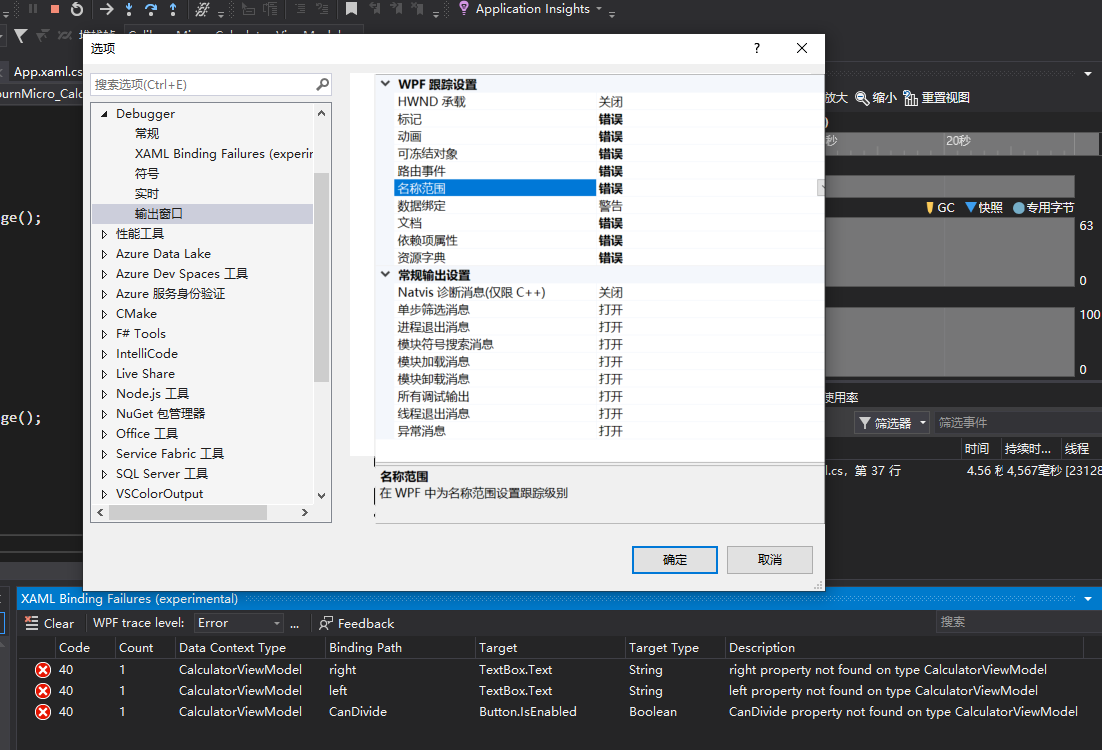 Application Insights
选项
App.xaml.cs
搜索选项(Ctrl+E)
放大 缩小 重置视图
Debugger
常规
XAML Binding Failures (experir
符号
实时
输出窗口
性能工具
Azure Data Lake
Azure Dev Spaces 工具
Azure 服务身份验证
CMake
F# Tools
IntelliCode
Live Share
Node.js 工具
NuGet 包管理器
Office 工具
Service Fabric 工具
SQL Server 工具
VSColorOutput
WPF 跟踪设置
HWND 承载 关闭
标记 错误
动画 错误
可冻结对象 错误
路由事件 错误
名称范围 错误
数据绑定 警告
文档 错误
依赖项属性 错误
资源字典 错误
常规输出设置
Natvis 诊断消息(仅限 C++) 关闭
单步筛选消息 打开
进程退出消息 打开
模块符号搜索消息 打开
模块加载消息 打开
模块卸载消息 打开
所有调试输出 打开
线程退出消息 打开
异常消息 打开
名称范围
在 WPF 中为名称范围设置跟踪级别
确定 取消
ge();
ge();
秒 20秒
GC 快照 专用字节
63
0
100
0
使用率
筛选器 筛选事件
时间 持续时... 线程
l.cs，第 37 行 4.56 秒 4,567毫秒 [23128
XAML Binding Failures (experimental)
Clear WPF trace level: Error ... Feedback 搜索
Code Count Data Context Type Binding Path Target Target Type Description
40 1 CalculatorViewModel right TextBox.Text String right property not found on type CalculatorViewModel
40 1 CalculatorViewModel left TextBox.Text String left property not found on type CalculatorViewModel
40 1 CalculatorViewModel CanDivide Button.IsEnabled Boolean CanDivide property not found on type CalculatorViewModel